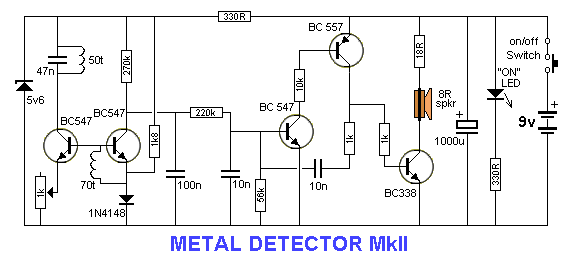 330R
BC 557
on/off
Switch
47n
50t
270k
18R
"ON"
LED
5v6
10k
8R
spkr
BC547
BC547
220k
BC 547
+
1000u
+
9v
1k8
1k
1k
1k
70t
100n
10n
56k
10n
BC338
330R
1N4148
METAL DETECTOR MkII